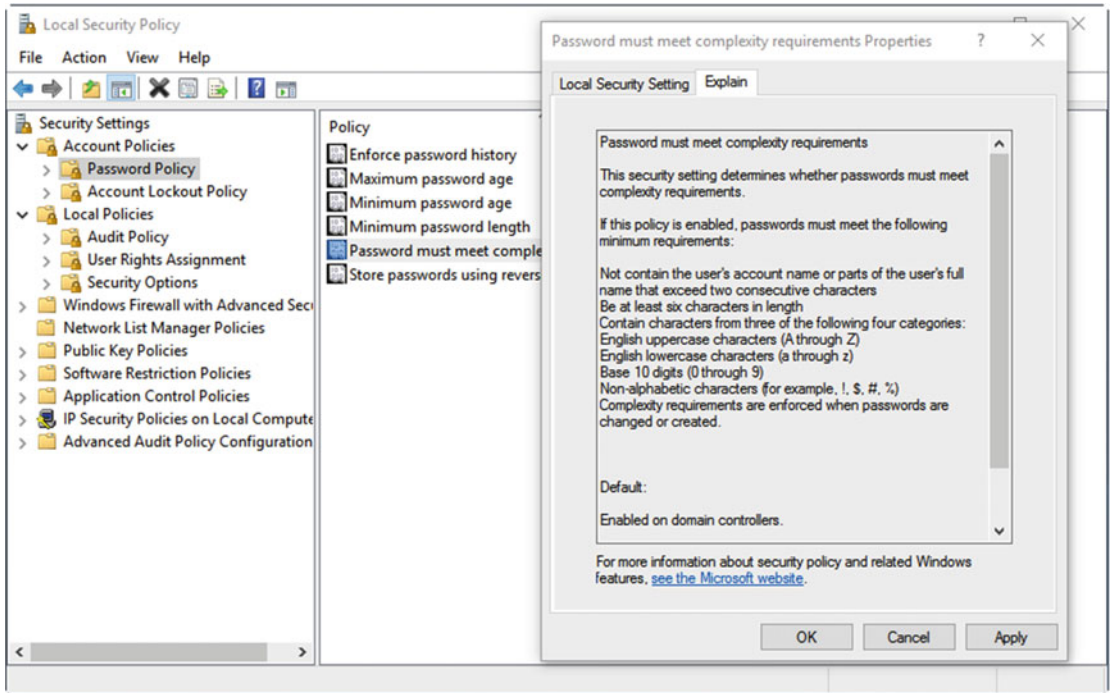 Local Security Policy
File Action View Help
Security Settings
Account Policies
Password Policy
Account Lockout Policy
Local Policies
Audit Policy
User Rights Assignment
Security Options
Windows Firewall with Advanced Secu
Network List Manager Policies
Public Key Policies
Software Restriction Policies
Application Control Policies
IP Security Policies on Local Compute
Advanced Audit Policy Configuration
Policy
Enforce password history
Maximum password age
Minimum password age
Minimum password length
Password must meet comple
Store passwords using revers
Password must meet complexity requirements Properties
Local Security Setting Explain
Password must meet complexity requirements
This security setting determines whether passwords must meet
complexity requirements.
If this policy is enabled, passwords must meet the following
minimum requirements:
Not contain the user's account name or parts of the user's full
name that exceed two consecutive characters
Be at least six characters in length
Contain characters from three of the following four categories:
English uppercase characters (A through Z)
English lowercase characters (a through z)
Base 10 digits (0 through 9)
Non-alphabetic characters (for example, !, $, #, %)
Complexity requirements are enforced when passwords are
changed or created.
Default:
Enabled on domain controllers.
For more information about security policy and related Windows
features, see the Microsoft website.
OK Cancel Apply